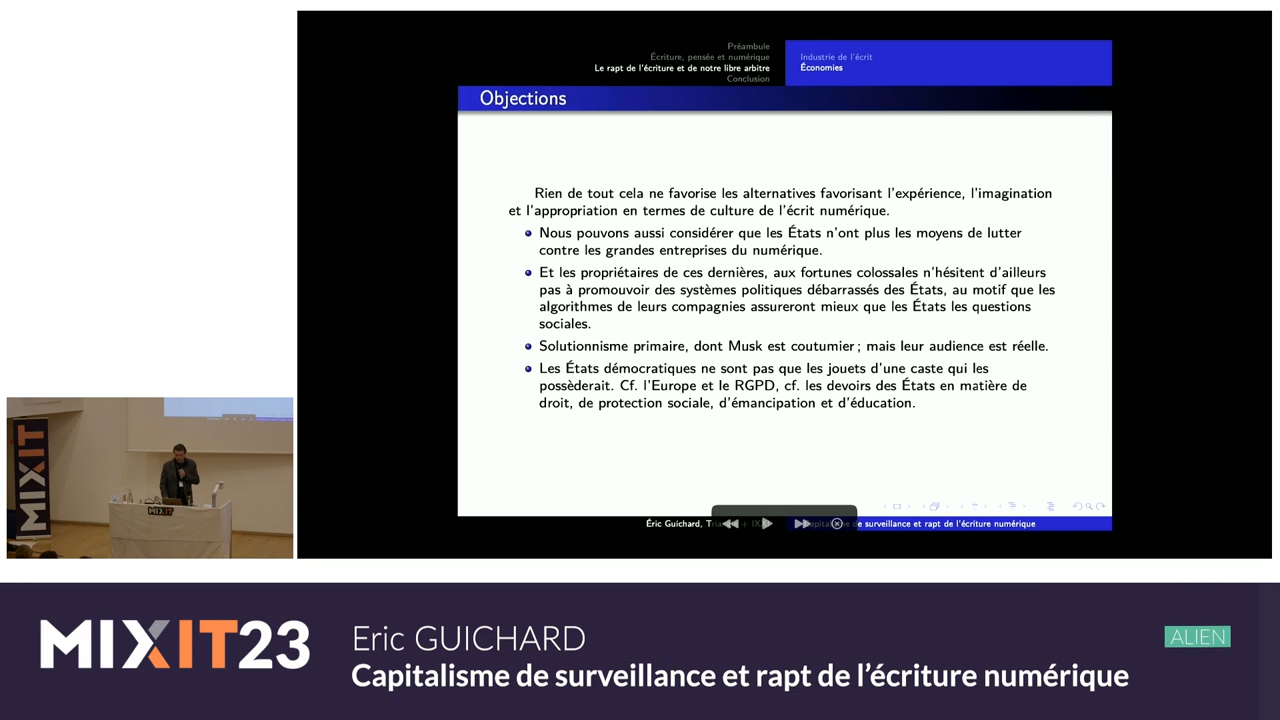 Préambule
Écriture, pensée et numérique
Le rapt de l'écriture et de notre libre arbitre
Conclusion
Industrie de l'écrit
Économies
Objections
Rien de tout cela ne favorise les alternatives favorisant l'expérience, l'imagination
et l'appropriation en termes de culture de l'écrit numérique.
Nous pouvons aussi considérer que les États n'ont plus les moyens de lutter
contre les grandes entreprises du numérique.
Et les propriétaires de ces dernières, aux fortunes colossales n'hésitent d'ailleurs
pas à promouvoir des systèmes politiques débarrassés des États, au motif que les
algorithmes de leurs compagnies assureront mieux que les États les questions
sociales.
Solutionnisme primaire, dont Musk est coutumier ; mais leur audience est réelle.
Les États démocratiques ne sont pas que les jouets d'une caste qui les
possèderait. Cf. l'Europe et le RGPD, cf. les devoirs des États en matière de
droit, de protection sociale, d'émancipation et d'éducation.
Éric Guichard,
de surveillance et rapt de l'écriture numérique
MIXIT
MIXIT
MIXIT23
Eric GUICHARD
ALIEN
Capitalisme de surveillance et rapt de l'écriture numérique